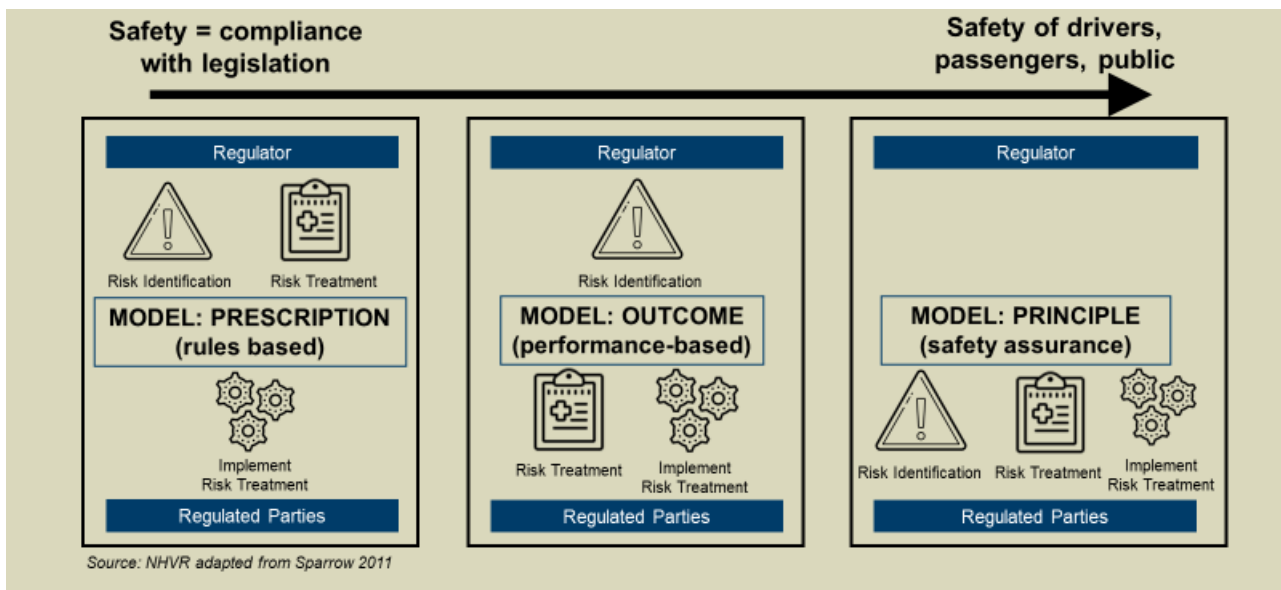 Safety = compliance
with legislation
Safety of drivers,
passengers, public
Regulator
Risk Identification
Risk Treatment
MODEL: PRESCRIPTION
(rules based)
Implement
Risk Treatment
Regulated Parties
Regulator
Risk Identification
MODEL: OUTCOME
(performance-based)
Risk Treatment
Implement
Risk Treatment
Regulated Parties
Regulator
MODEL: PRINCIPLE
(safety assurance)
Risk Identification
Risk Treatment
Implement
Risk Treatment
Regulated Parties
Source: NHVR adapted from Sparrow 2011